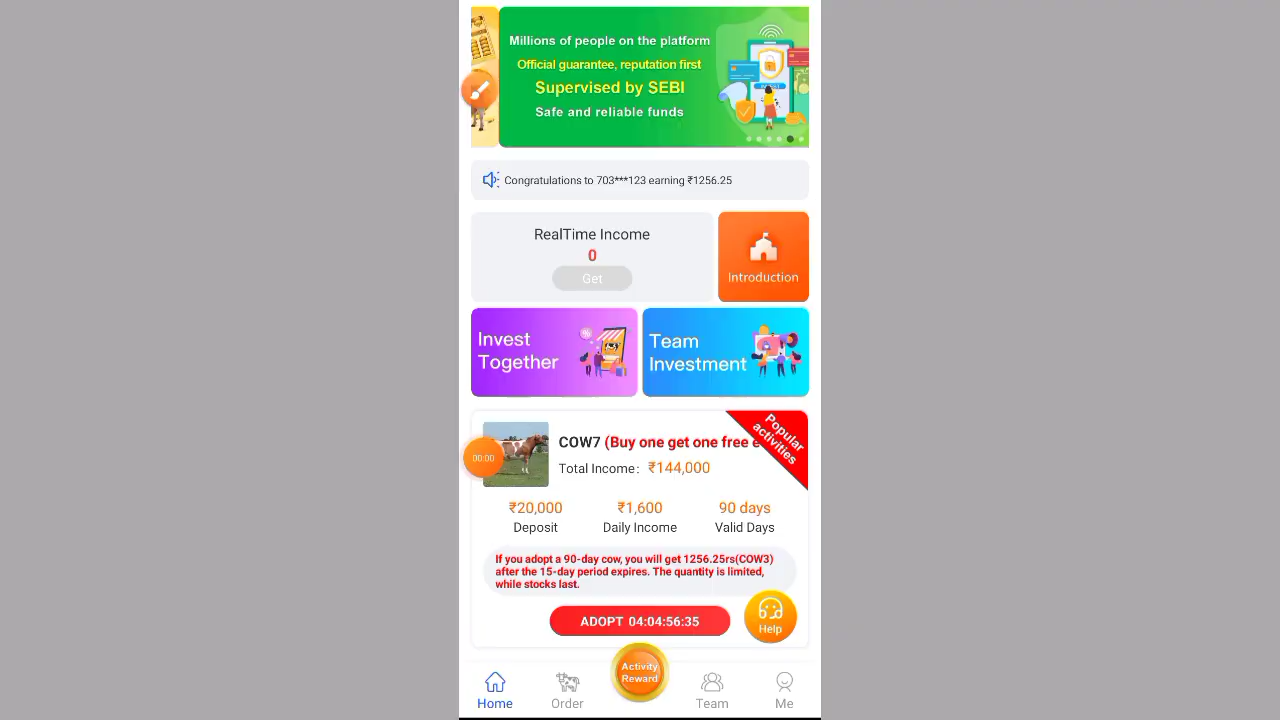 Millions of people on the platform
Official guarantee, reputation first
Supervised by SEBI
Safe and reliable funds
Congratulations to 703***123 earning ₹1256.25
RealTime Income
0
Get
Introduction
Invest
Together
Team
Investment
COW7 (Buy one get one free e
Popular
activities
Total Income: ₹144,000
00:00
₹20,000 ₹1,600 90 days
Deposit Daily Income Valid Days
If you adopt a 90-day cow, you will get 1256.25rs(COW3)
after the 15-day period expires. The quantity is limited,
while stocks last.
ADOPT 04:04:56:35
Help
Activity
Reward
Home Order Team Me